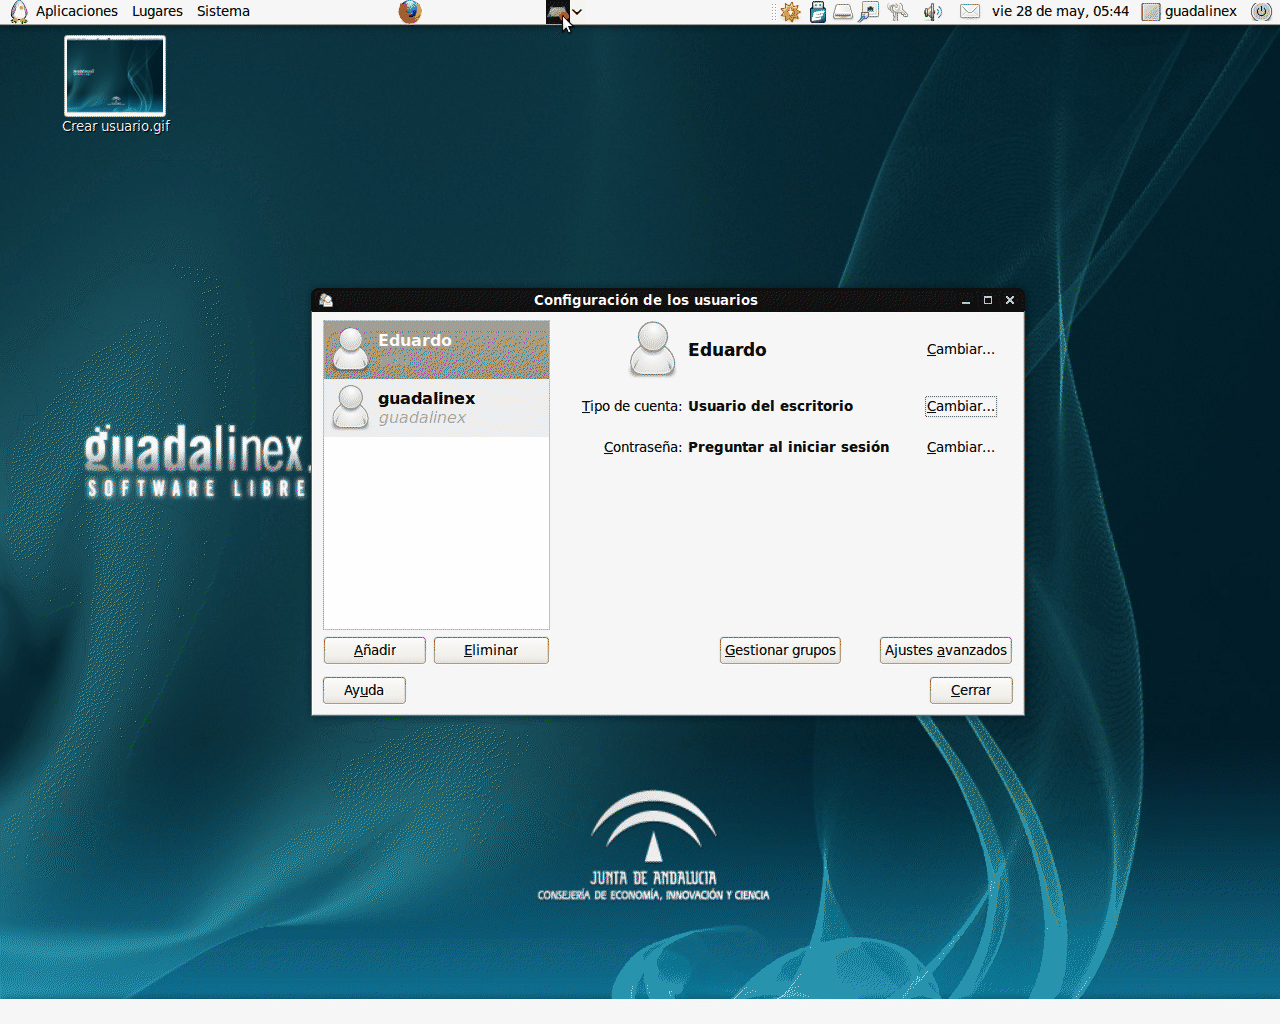 Aplicaciones Lugares Sistema
vie 28 de may, 05:44 guadalinex
Crear usuario.gif
Configuración de los usuarios
Eduardo
guadalinex
guadalinex
Eduardo Cambiar...
Tipo de cuenta: Usuario del escritorio Cambiar...
Contraseña: Preguntar al iniciar sesión Cambiar...
Añadir Eliminar Gestionar grupos Ajustes avanzados
Ayuda Cerrar
guadalinex.
SOFTWARE LIBRE
JUNTA DE ANDALUCIA
CONSEJERÍA DE ECONOMÍA, INNOVACIÓN Y CIENCIA